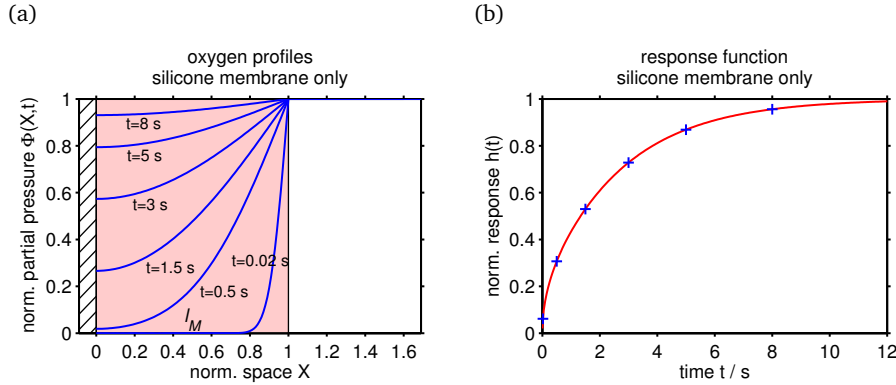 (a)
oxygen profiles
silicone membrane only
norm. partial pressure Φ(X,t)
1
0.8
0.6
0.4
0.2
0
t=8 s
t=5 s
t=3 s
t=1.5 s
t=0.02 s
t=0.5 s
l_M
0 0.2 0.4 0.6 0.8 1 1.2 1.4 1.6
norm. space X
(b)
response function
silicone membrane only
norm. response h(t)
1
0.8
0.6
0.4
0.2
0
0 2 4 6 8 10 12
time t / s